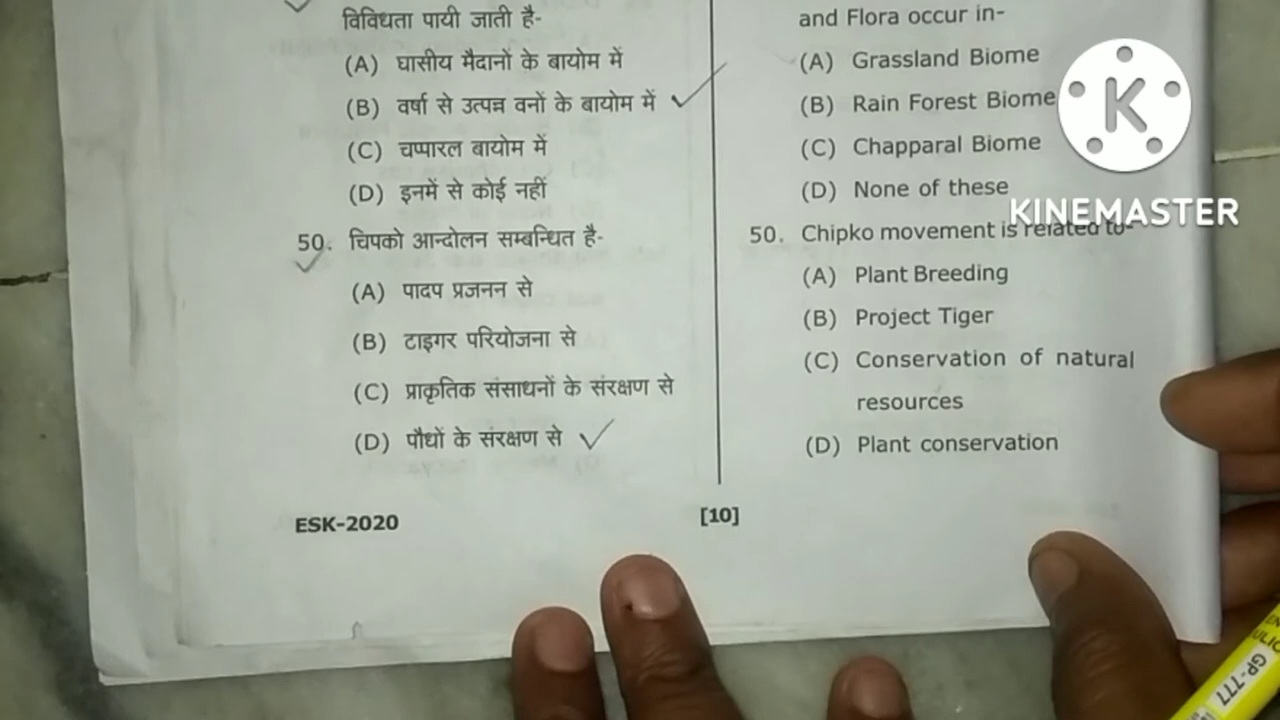 विविधता पायी जाती है-
(A) घासीय मैदानों के बायोम में
(B) वर्षा से उत्पन्न वनों के बायोम में
(C) चप्पारल बायोम में
(D) इनमें से कोई नहीं
50. चिपको आन्दोलन सम्बन्धित है-
(A) पादप प्रजनन से
(B) टाइगर परियोजना से
(C) प्राकृतिक संसाधनों के संरक्षण से
(D) पौधों के संरक्षण से
and Flora occur in-
(A) Grassland Biome
(B) Rain Forest Biome
(C) Chapparal Biome
(D) None of these
50. Chipko movement is related to-
(A) Plant Breeding
(B) Project Tiger
(C) Conservation of natural
resources
(D) Plant conservation
ESK-2020
[10]
K
KINEMASTER
GP-777